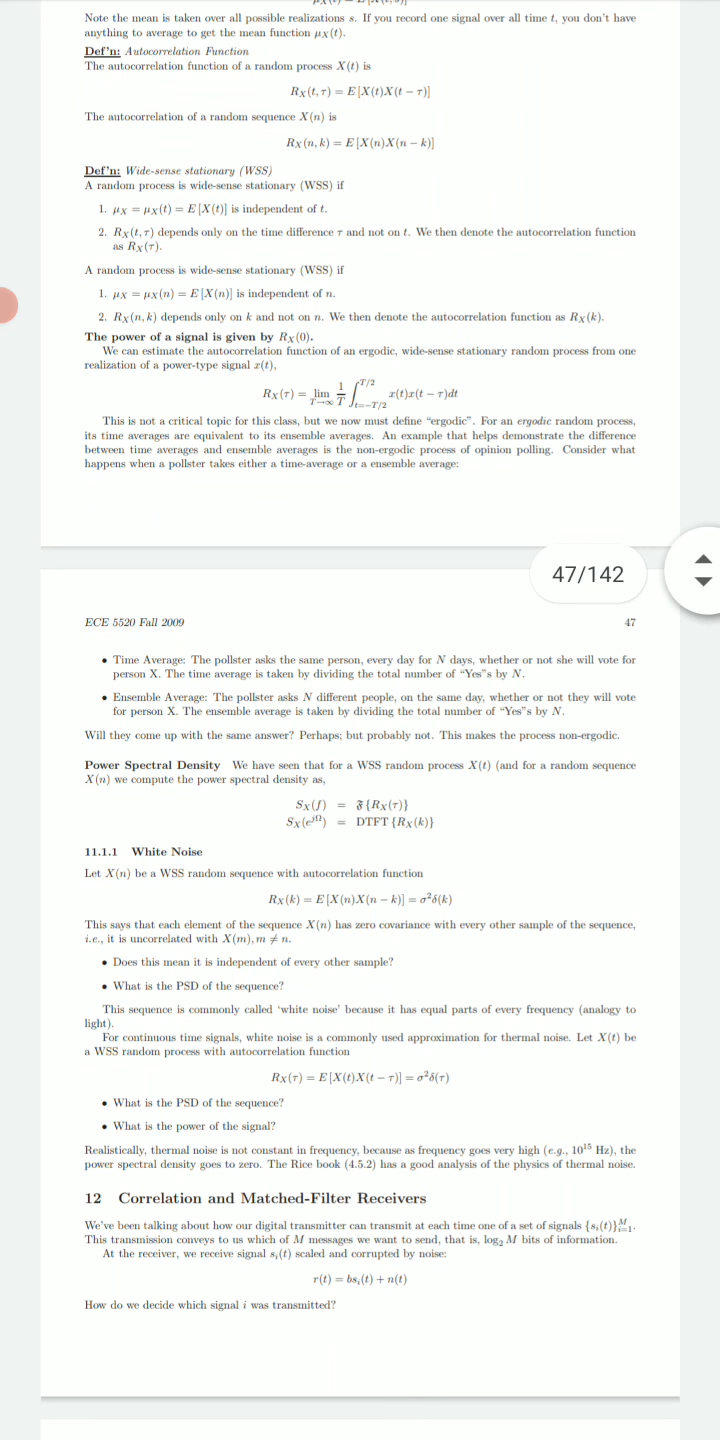 Note the mean is taken over all possible realizations s. If you record one signal over all time t, you don't have
anything to average to get the mean function μ_X(t).
Def'n: Autocorrelation Function
The autocorrelation function of a random process X(t) is
R_X(t, τ) = E [X(t)X(t − τ)]
The autocorrelation of a random sequence X(n) is
R_X(n, k) = E [X(n)X(n − k)]
Def'n: Wide-sense stationary (WSS)
A random process is wide-sense stationary (WSS) if
1. μ_X = μ_X(t) = E [X(t)] is independent of t.
2. R_X(t, τ) depends only on the time difference τ and not on t. We then denote the autocorrelation function
as R_X(τ).
A random process is wide-sense stationary (WSS) if
1. μ_X = μ_X(n) = E [X(n)] is independent of n.
2. R_X(n, k) depends only on k and not on n. We then denote the autocorrelation function as R_X(k).
The power of a signal is given by R_X(0).
We can estimate the autocorrelation function of an ergodic, wide-sense stationary random process from one
realization of a power-type signal x(t),
R_X(τ) = lim_{T→∞} 1/T ∫_{t=−T/2}^{T/2} x(t)x(t − τ)dt
This is not a critical topic for this class, but we now must define “ergodic”. For an ergodic random process,
its time averages are equivalent to its ensemble averages. An example that helps demonstrate the difference
between time averages and ensemble averages is the non-ergodic process of opinion polling. Consider what
happens when a pollster takes either a time-average or a ensemble average:
47/142
ECE 5520 Fall 2009 47
• Time Average: The pollster asks the same person, every day for N days, whether or not she will vote for
person X. The time average is taken by dividing the total number of “Yes”s by N.
• Ensemble Average: The pollster asks N different people, on the same day, whether or not they will vote
for person X. The ensemble average is taken by dividing the total number of “Yes”s by N.
Will they come up with the same answer? Perhaps; but probably not. This makes the process non-ergodic.
Power Spectral Density We have seen that for a WSS random process X(t) (and for a random sequence
X(n) we compute the power spectral density as,
S_X(f) = 𝔉 {R_X(τ)}
S_X(e^{jΩ}) = DTFT {R_X(k)}
11.1.1 White Noise
Let X(n) be a WSS random sequence with autocorrelation function
R_X(k) = E [X(n)X(n − k)] = σ²δ(k)
This says that each element of the sequence X(n) has zero covariance with every other sample of the sequence,
i.e., it is uncorrelated with X(m), m ≠ n.
• Does this mean it is independent of every other sample?
• What is the PSD of the sequence?
This sequence is commonly called ‘white noise’ because it has equal parts of every frequency (analogy to
light).
For continuous time signals, white noise is a commonly used approximation for thermal noise. Let X(t) be
a WSS random process with autocorrelation function
R_X(τ) = E [X(t)X(t − τ)] = σ²δ(τ)
• What is the PSD of the sequence?
• What is the power of the signal?
Realistically, thermal noise is not constant in frequency, because as frequency goes very high (e.g., 10¹⁵ Hz), the
power spectral density goes to zero. The Rice book (4.5.2) has a good analysis of the physics of thermal noise.
12 Correlation and Matched-Filter Receivers
We've been talking about how our digital transmitter can transmit at each time one of a set of signals {s_i(t)}_{i=1}^{M}.
This transmission conveys to us which of M messages we want to send, that is, log₂ M bits of information.
At the receiver, we receive signal s_i(t) scaled and corrupted by noise:
r(t) = bs_i(t) + n(t)
How do we decide which signal i was transmitted?